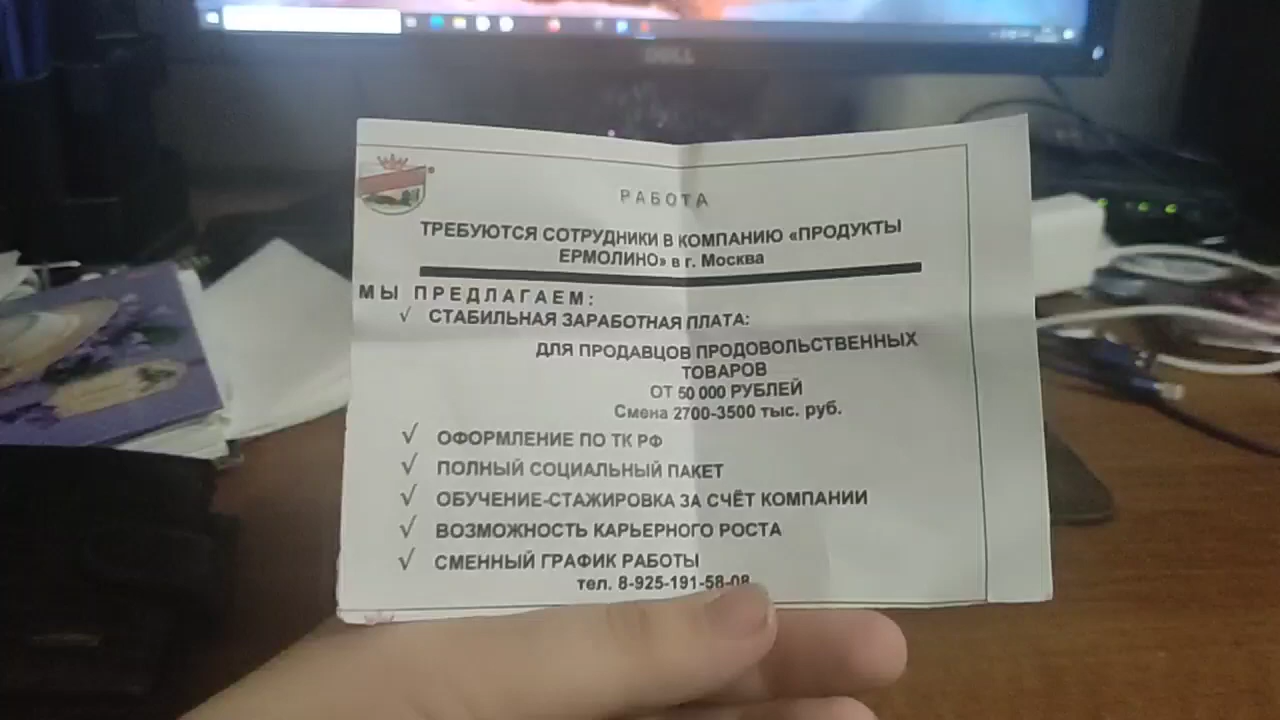 DELL
РАБОТА
ТРЕБУЮТСЯ СОТРУДНИКИ В КОМПАНИЮ «ПРОДУКТЫ
ЕРМОЛИНО» в г. Москва
МЫ ПРЕДЛАГАЕМ:
√ СТАБИЛЬНАЯ ЗАРАБОТНАЯ ПЛАТА:
ДЛЯ ПРОДАВЦОВ ПРОДОВОЛЬСТВЕННЫХ
ТОВАРОВ
ОТ 50 000 РУБЛЕЙ
Смена 2700-3500 тыс. руб.
√ ОФОРМЛЕНИЕ ПО ТК РФ
√ ПОЛНЫЙ СОЦИАЛЬНЫЙ ПАКЕТ
√ ОБУЧЕНИЕ-СТАЖИРОВКА ЗА СЧЁТ КОМПАНИИ
√ ВОЗМОЖНОСТЬ КАРЬЕРНОГО РОСТА
√ СМЕННЫЙ ГРАФИК РАБОТЫ
тел. 8-925-191-58-08